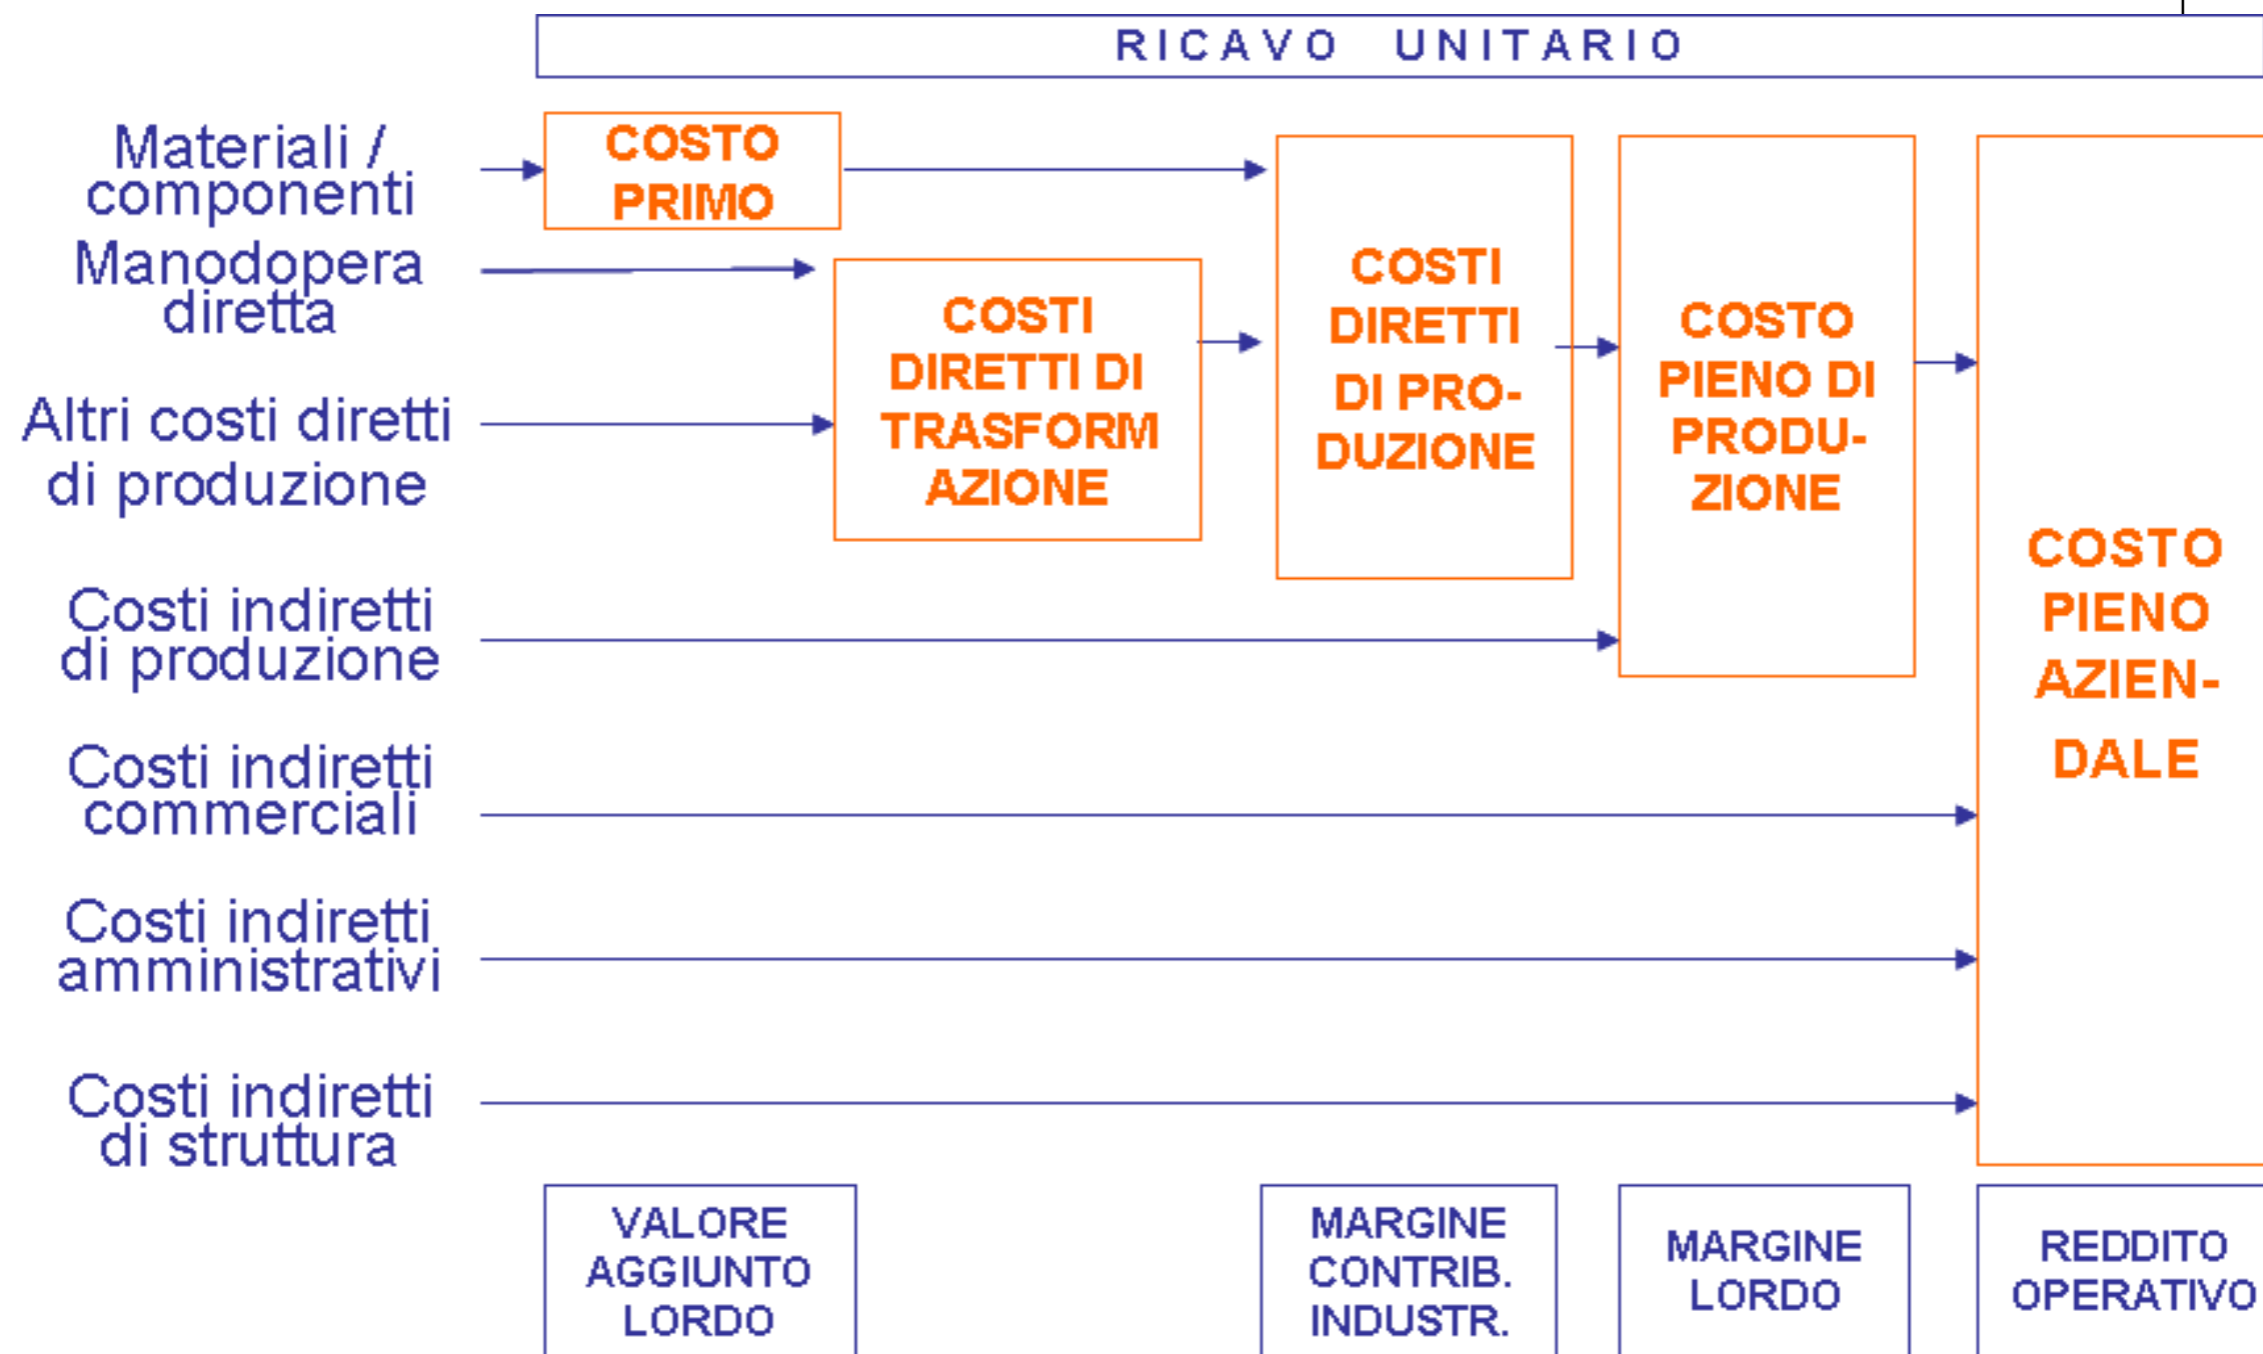 RICAVO UNITARIO
Materiali /
componenti
Manodopera
diretta
Altri costi diretti
di produzione
Costi indiretti
di produzione
Costi indiretti
commerciali
Costi indiretti
amministrativi
Costi indiretti
di struttura
COSTO
PRIMO
COSTI
DIRETTI DI
TRASFORM
AZIONE
COSTI
DIRETTI
DI PRO-
DUZIONE
COSTO
PIENO DI
PRODU-
ZIONE
COSTO
PIENO
AZIEN-
DALE
VALORE
AGGIUNTO
LORDO
MARGINE
CONTRIB.
INDUSTR.
MARGINE
LORDO
REDDITO
OPERATIVO